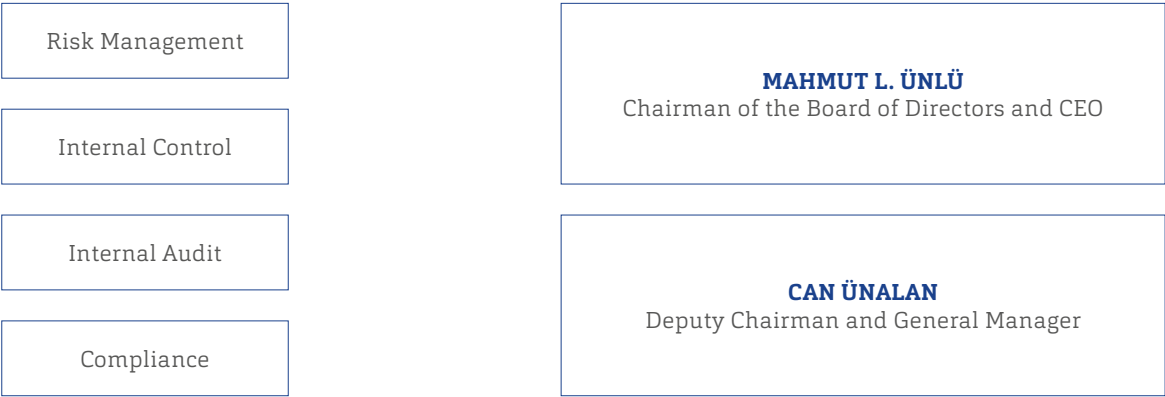 Risk Management
Internal Control
Internal Audit
Compliance
MAHMUT L. ÜNLÜ
Chairman of the Board of Directors and CEO
CAN ÜNALAN
Deputy Chairman and General Manager